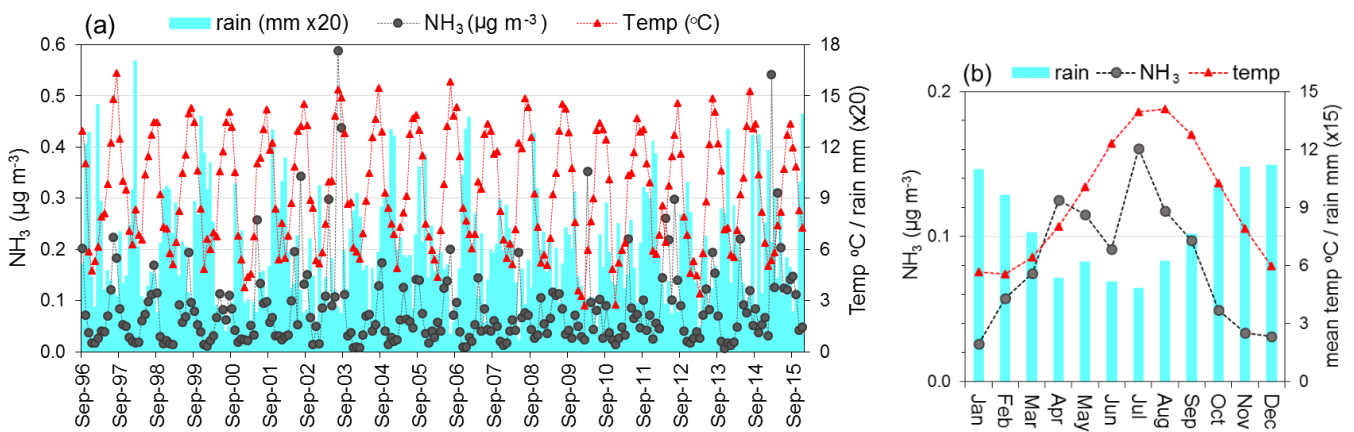 (a)
rain (mm x20)
NH₃ (µg m⁻³)
Temp (ºC)
NH₃ (µg m⁻³)
0.6
0.5
0.4
0.3
0.2
0.1
0.0
18
15
12
9
6
3
0
Temp ºC / rain mm (x20)
Sep-96
Sep-97
Sep-98
Sep-99
Sep-00
Sep-01
Sep-02
Sep-03
Sep-04
Sep-05
Sep-06
Sep-07
Sep-08
Sep-09
Sep-10
Sep-11
Sep-12
Sep-13
Sep-14
Sep-15
(b)
rain
NH₃
temp
NH₃ (µg m⁻³)
0.2
0.1
0.0
15
12
9
6
3
0
mean temp ºC / rain mm (x15)
Jan
Feb
Mar
Apr
May
Jun
Jul
Aug
Sep
Oct
Nov
Dec